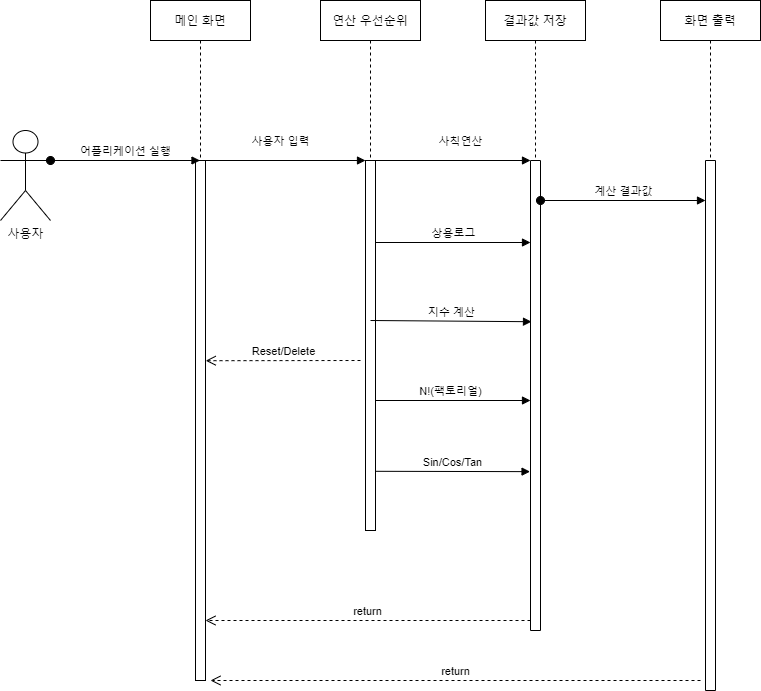 메인 화면
연산 우선순위
결과값 저장
화면 출력
어플리케이션 실행
사용자 입력
사칙연산
계산 결과값
사용자
상용로그
지수 계산
Reset/Delete
N!(팩토리얼)
Sin/Cos/Tan
return
return